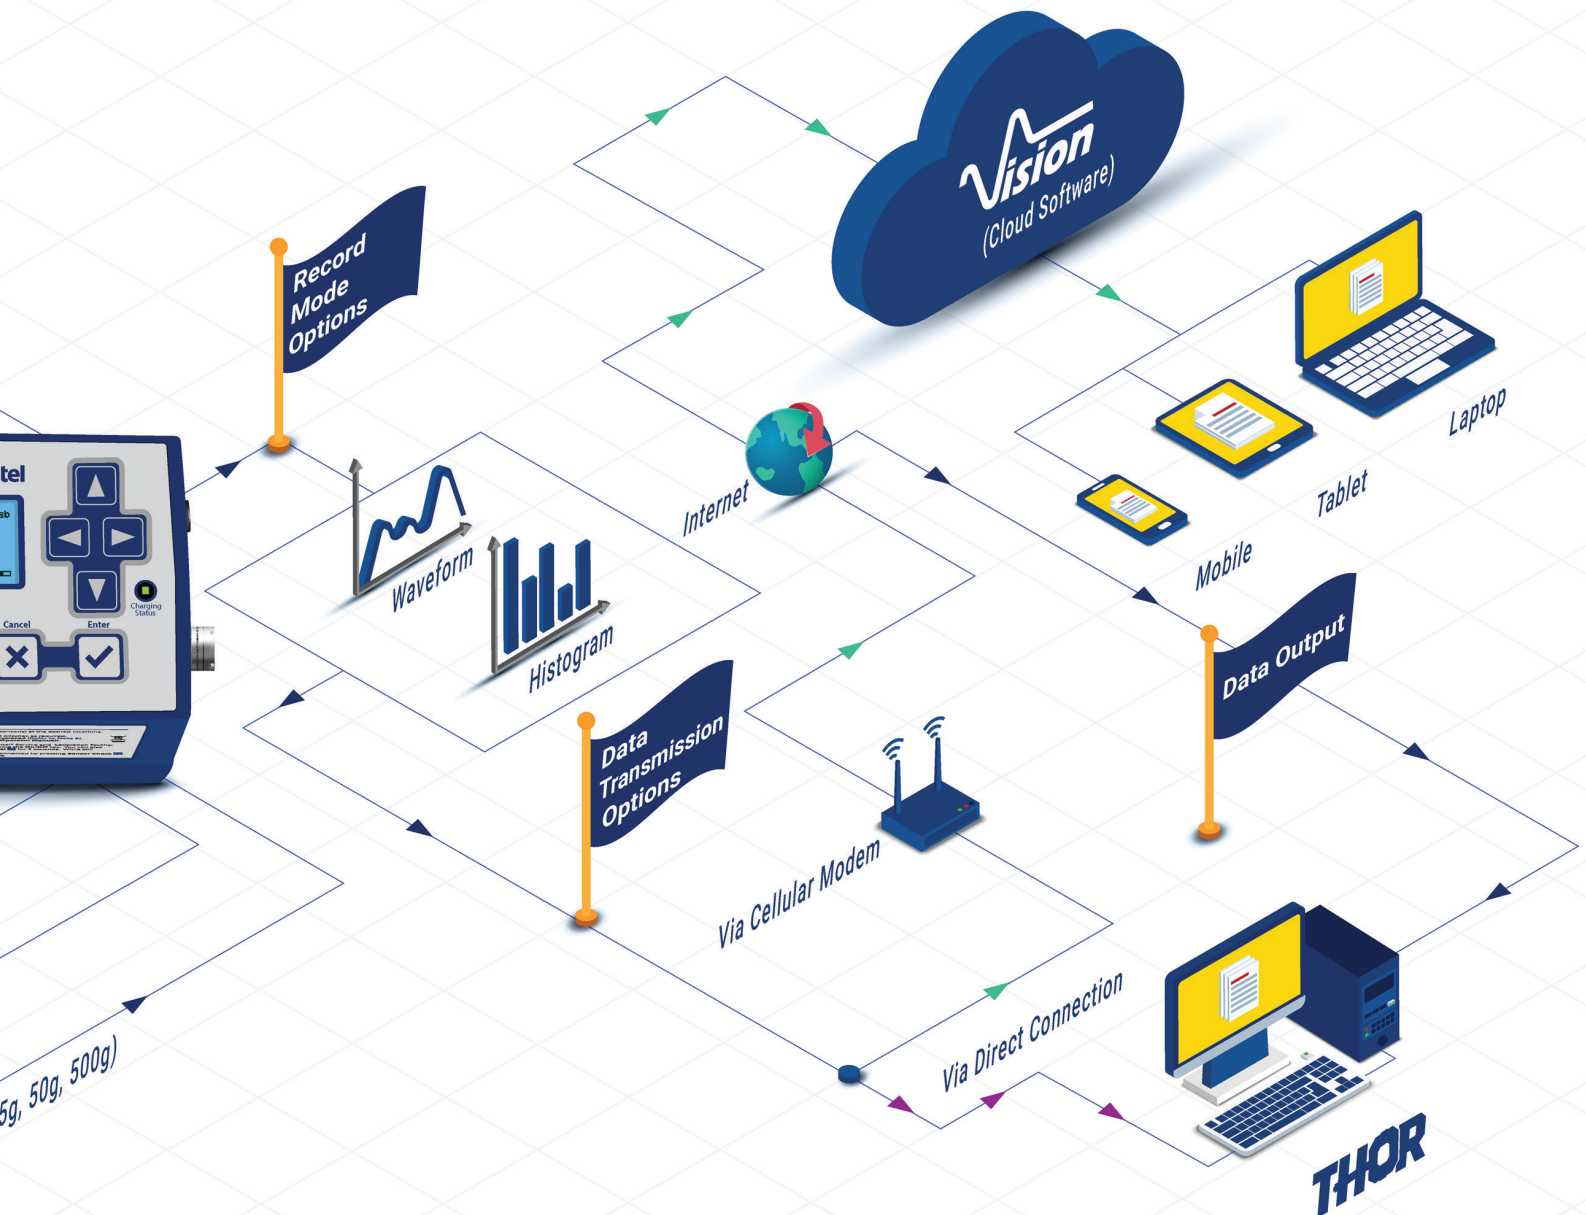 Vision
(Cloud Software)
Record
Mode
Options
Laptop
Tablet
Mobile
Internet
Waveform
Histogram
tel
sb
Charging
Status
Cancel
Enter
Data Output
Data
Transmission
Options
Via Cellular Modem
Via Direct Connection
5g, 50g, 500g)
THOR